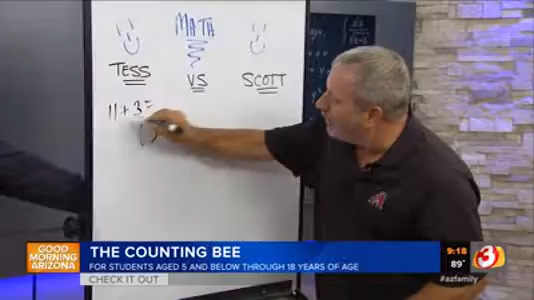 MATH
TESS VS SCOTT
11+3=
GOOD MORNING ARIZONA
THE COUNTING BEE
FOR STUDENTS AGED 5 AND BELOW THROUGH 18 YEARS OF AGE
CHECK IT OUT
9:18
89°
3
#azfamily
A